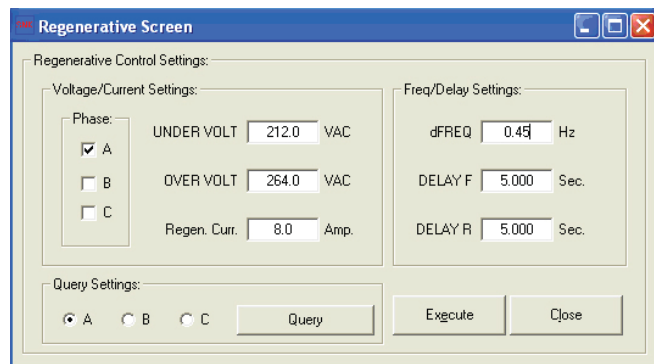 Regenerative Screen
Regenerative Control Settings:
Voltage/Current Settings:
Phase:
A
B
C
UNDER VOLT 212.0 VAC
OVER VOLT 264.0 VAC
Regen. Curr. 8.0 Amp.
Freq/Delay Settings:
dFREQ 0.45 Hz
DELAY F 5.000 Sec.
DELAY R 5.000 Sec.
Query Settings:
A B C Query
Execute Close